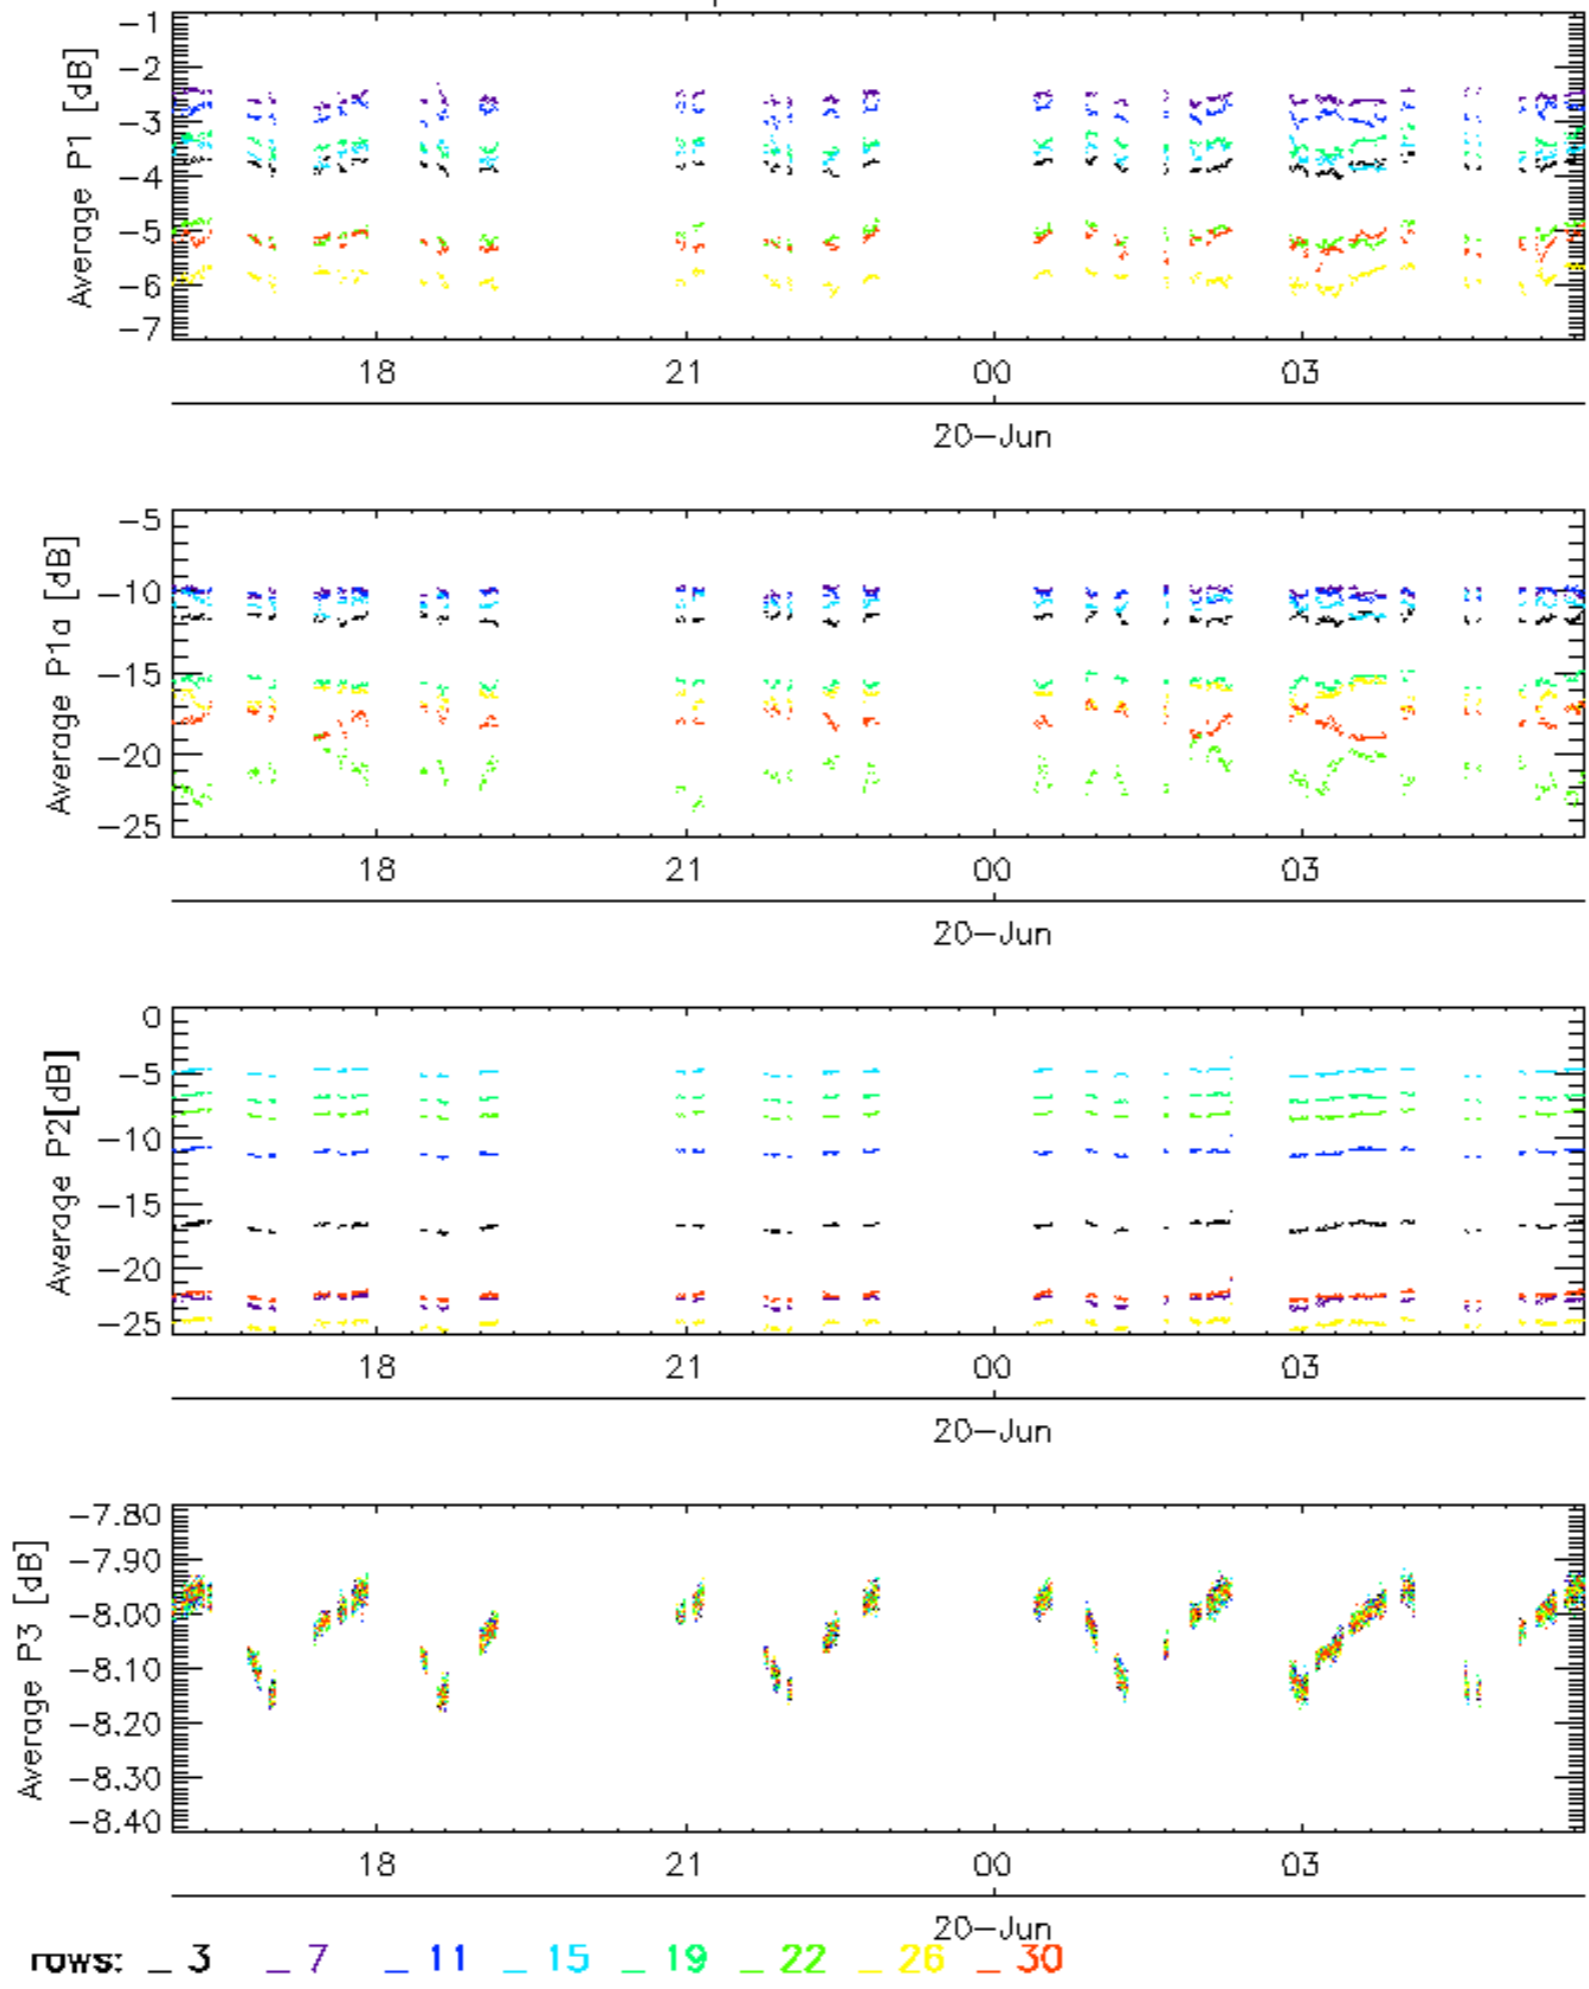 Average P1 [dB]
-1
-2
-3
-4
-5
-6
-7
18 21 00 03
20-Jun
Average P1a [dB]
-5
-10
-15
-20
-25
18 21 00 03
20-Jun
Average P2[dB]
0
-5
-10
-15
-20
-25
18 21 00 03
20-Jun
Average P3 [dB]
-7.80
-7.90
-8.00
-8.10
-8.20
-8.30
-8.40
18 21 00 03
20-Jun
rows: _ 3 _ 7 _ 11 _ 15 _ 19 _ 22 _ 26 _ 30